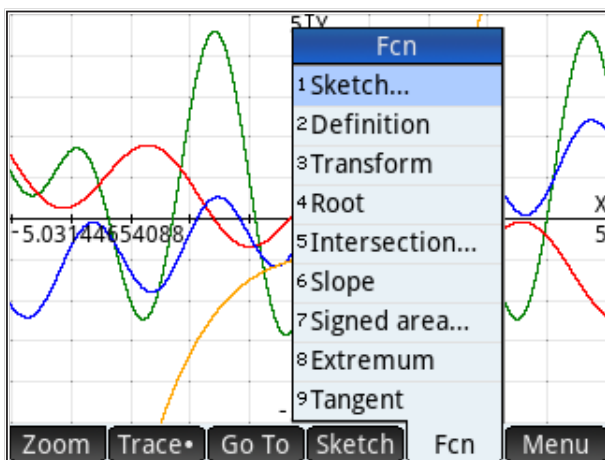 5TY
Fcn
1 Sketch...
2 Definition
3 Transform
4 Root
X
-5.03144654088
5
5 Intersection...
6 Slope
7 Signed area...
8 Extremum
9 Tangent
-
Zoom Trace• Go To Sketch Fcn Menu